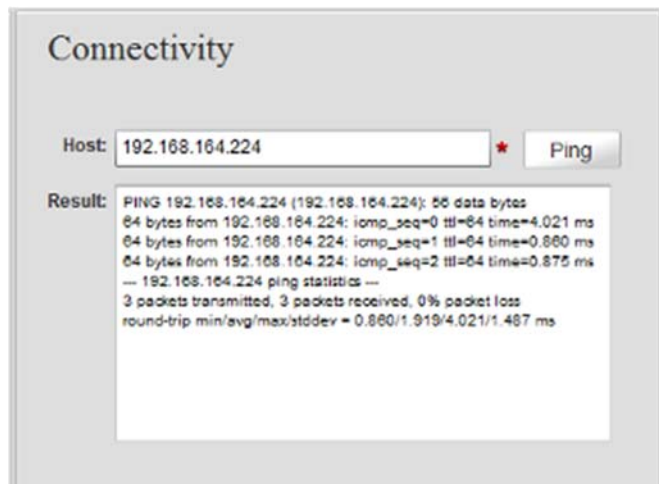 Connectivity
Host: 192.168.164.224 * Ping
Result:
PING 192.168.164.224 (192.168.164.224): 56 data bytes
64 bytes from 192.168.164.224: icmp_seq=0 ttl=64 time=4.021 ms
64 bytes from 192.168.164.224: icmp_seq=1 ttl=64 time=0.860 ms
64 bytes from 192.168.164.224: icmp_seq=2 ttl=64 time=0.875 ms
--- 192.168.164.224 ping statistics ---
3 packets transmitted, 3 packets received, 0% packet loss
round-trip min/avg/max/stddev = 0.860/1.919/4.021/1.487 ms